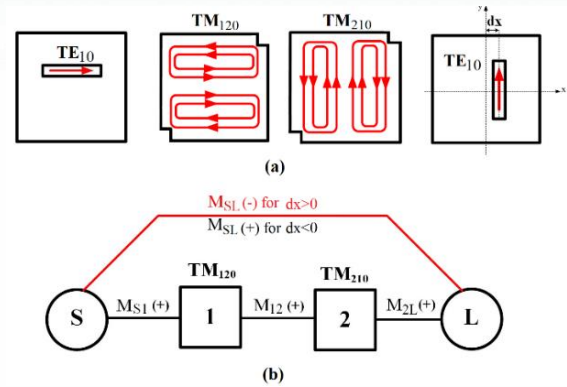 TM120
TM210
dx
y
TE10
TE10
x
(a)
MSL(-) for dx>0
MSL(+) for dx<0
TM120
TM210
S
MS1(+)
1
M12(+)
2
M2L(+)
L
(b)